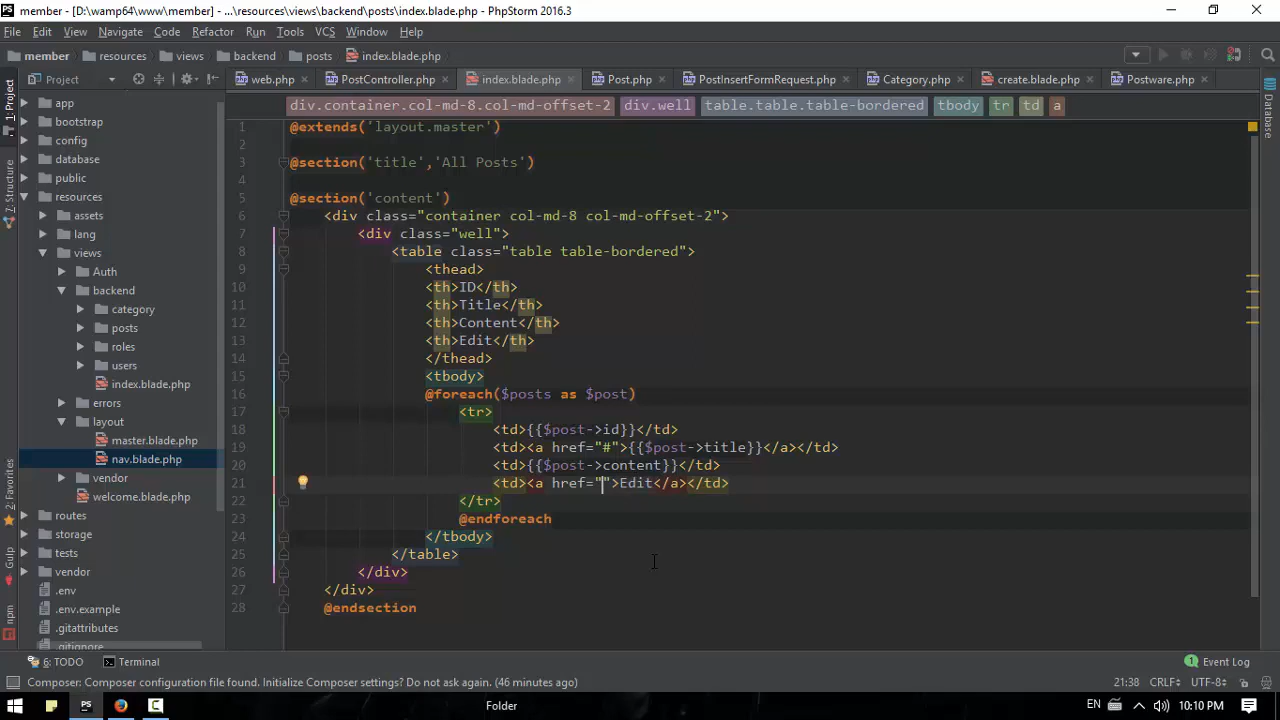 member - [D:\wamp64\www\member] - ...\resources\views\backend\posts\index.blade.php - PhpStorm 2016.3
File Edit View Navigate Code Refactor Run Tools VCS Window Help
member resources views backend posts index.blade.php
Project web.php PostController.php index.blade.php Post.php PostInsertFormRequest.php Category.php create.blade.php Postware.php
div.container.col-md-8.col-md-offset-2 div.well table.table.table-bordered tbody tr td a
1: Project
7: Structure
2: Favorites
Gulp
npm
Database
app
bootstrap
config
database
public
resources
assets
lang
views
Auth
backend
category
posts
roles
users
index.blade.php
errors
layout
master.blade.php
nav.blade.php
vendor
welcome.blade.php
routes
storage
tests
vendor
.env
.env.example
.gitattributes
.gitignore
1 @extends('layout.master')
2
3 @section('title','All Posts')
4
5 @section('content')
6 <div class="container col-md-8 col-md-offset-2">
7 <div class="well">
8 <table class="table table-bordered">
9 <thead>
10 <th>ID</th>
11 <th>Title</th>
12 <th>Content</th>
13 <th>Edit</th>
14 </thead>
15 <tbody>
16 @foreach($posts as $post)
17 <tr>
18 <td>{{$post->id}}</td>
19 <td><a href="#">{{$post->title}}</a></td>
20 <td>{{$post->content}}</td>
21 <td><a href="">Edit</a></td>
22 </tr>
23 @endforeach
24 </tbody>
25 </table>
26 </div>
27 </div>
28 @endsection
6: TODO Terminal 1 Event Log
Composer: Composer configuration file found. Initialize Composer settings? Do not ask again. (46 minutes ago) 21:38 CRLF÷ UTF-8÷
PS Folder EN 10:10 PM